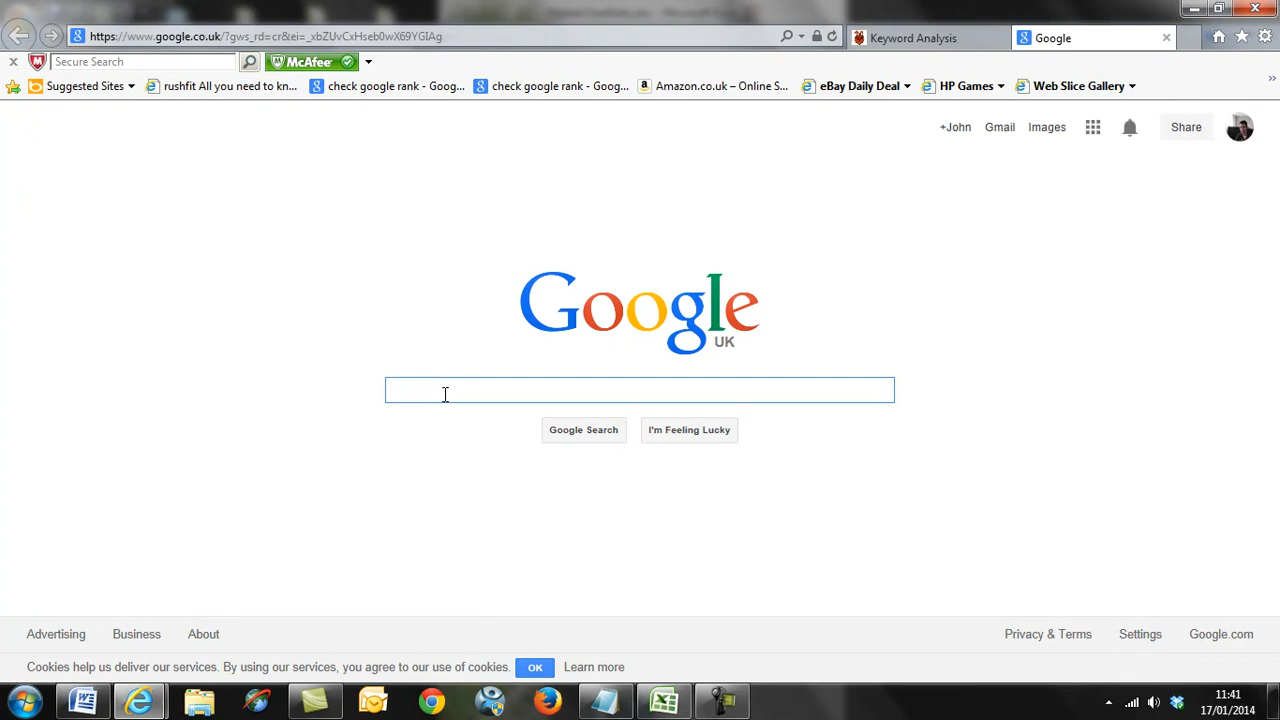 https://www.google.co.uk/?gws_rd=cr&ei=_xbZUvCxHseb0wX69YGIAg
Keyword Analysis
Google
Secure Search
McAfee
Suggested Sites
rushfit All you need to kn...
check google rank - Goog...
check google rank - Goog...
Amazon.co.uk – Online S...
eBay Daily Deal
HP Games
Web Slice Gallery
+John
Gmail
Images
Share
Google
UK
Google Search
I'm Feeling Lucky
Advertising
Business
About
Privacy & Terms
Settings
Google.com
Cookies help us deliver our services. By using our services, you agree to our use of cookies.
OK
Learn more
11:41
17/01/2014